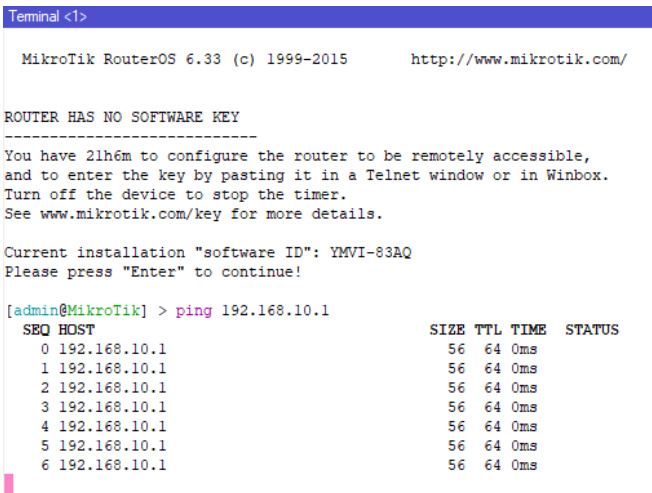 Terminal <1>
MikroTik RouterOS 6.33 (c) 1999-2015 http://www.mikrotik.com/
ROUTER HAS NO SOFTWARE KEY
----------------------------
You have 21h6m to configure the router to be remotely accessible,
and to enter the key by pasting it in a Telnet window or in Winbox.
Turn off the device to stop the timer.
See www.mikrotik.com/key for more details.
Current installation "software ID": YMVI-83AQ
Please press "Enter" to continue!
[admin@MikroTik] > ping 192.168.10.1
SEQ HOST SIZE TTL TIME STATUS
0 192.168.10.1 56 64 0ms
1 192.168.10.1 56 64 0ms
2 192.168.10.1 56 64 0ms
3 192.168.10.1 56 64 0ms
4 192.168.10.1 56 64 0ms
5 192.168.10.1 56 64 0ms
6 192.168.10.1 56 64 0ms